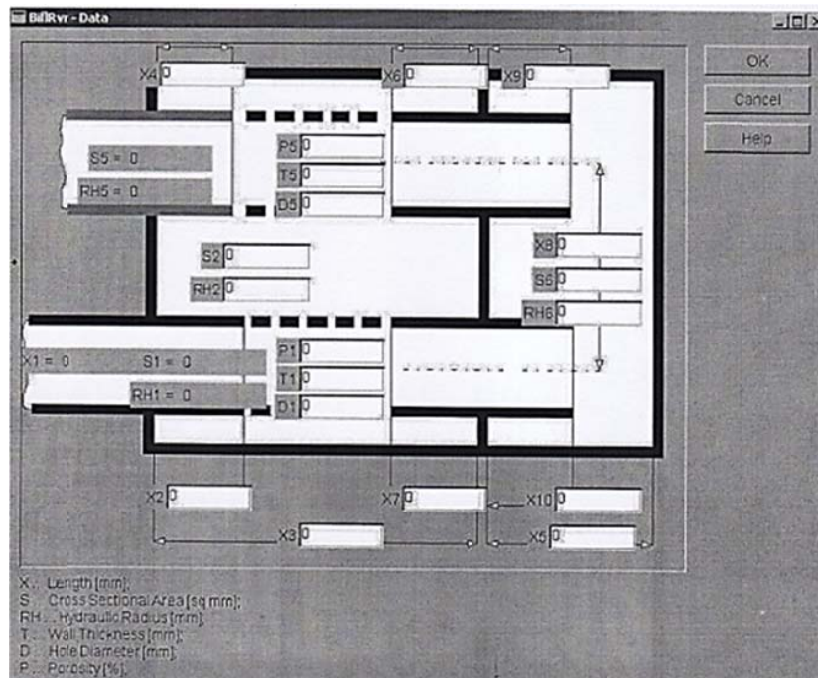 BiflRvr - Data
X4 0
X6 0
X9 0
OK
Cancel
Help
P5 0
S5 = 0
T5 0
RH5 = 0
D5 0
X8 0
S2 0
S6 0
RH2 0
RH6 0
P1 0
X1 = 0 S1 = 0
T1 0
RH1 = 0
D1 0
X2 0
X7 0
X10 0
X3 0
X5 0
X... Length [mm];
S... Cross Sectional Area [sq mm];
RH... Hydraulic Radius [mm];
T... Wall Thickness [mm];
D... Hole Diameter [mm];
P... Porosity [%],